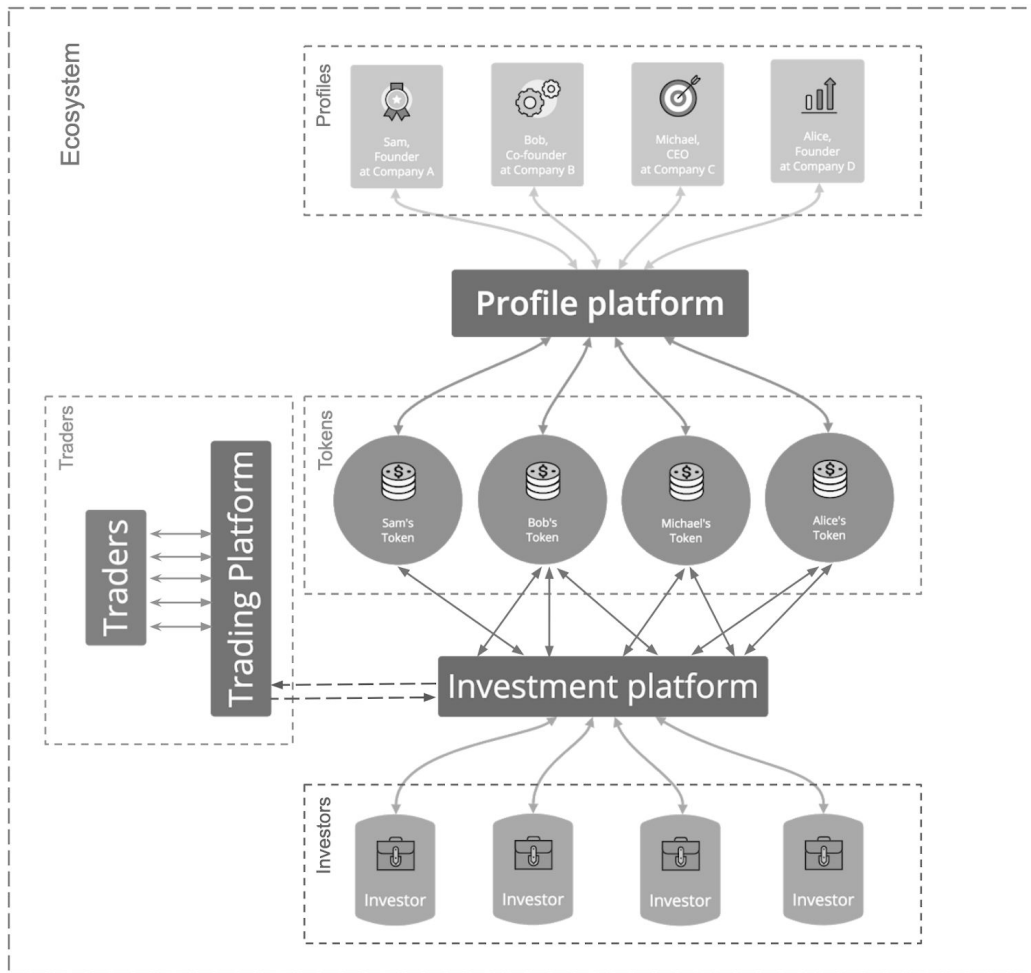 Ecosystem
Profiles
Sam,
Founder
at Company A
Bob,
Co-founder
at Company B
Michael,
CEO
at Company C
Alice,
Founder
at Company D
Profile platform
Traders
Traders
Trading Platform
Tokens
$
Sam's
Token
$
Bob's
Token
$
Michael's
Token
$
Alice's
Token
Investment platform
Investors
Investor
Investor
Investor
Investor